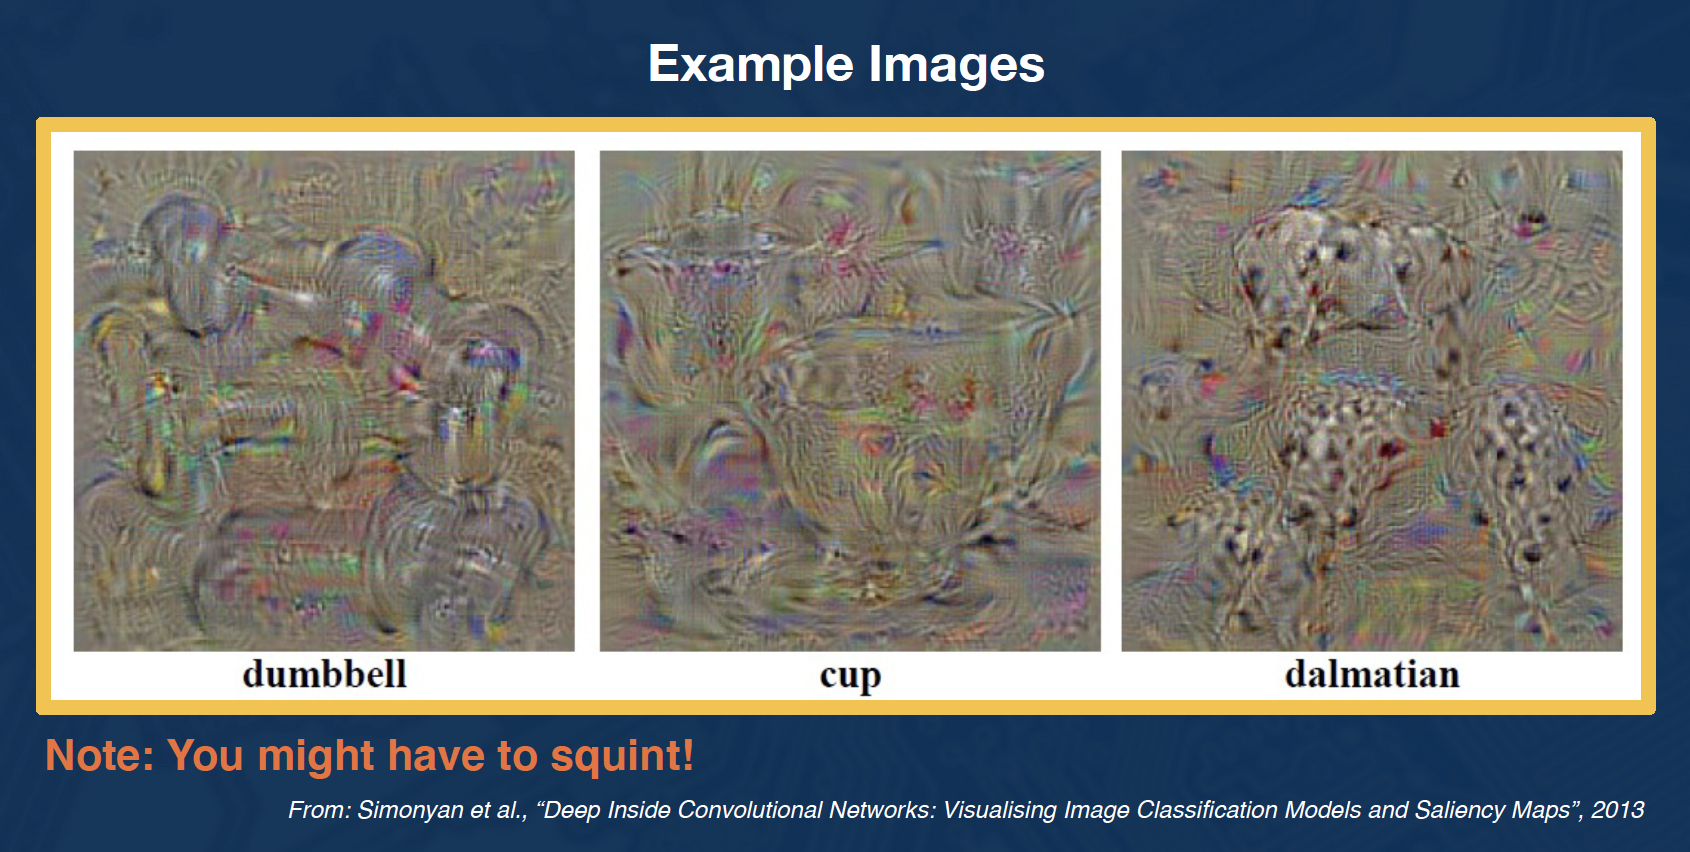 Example Images
dumbbell
cup
dalmatian
Note: You might have to squint!
From: Simonyan et al., “Deep Inside Convolutional Networks: Visualising Image Classification Models and Saliency Maps”, 2013